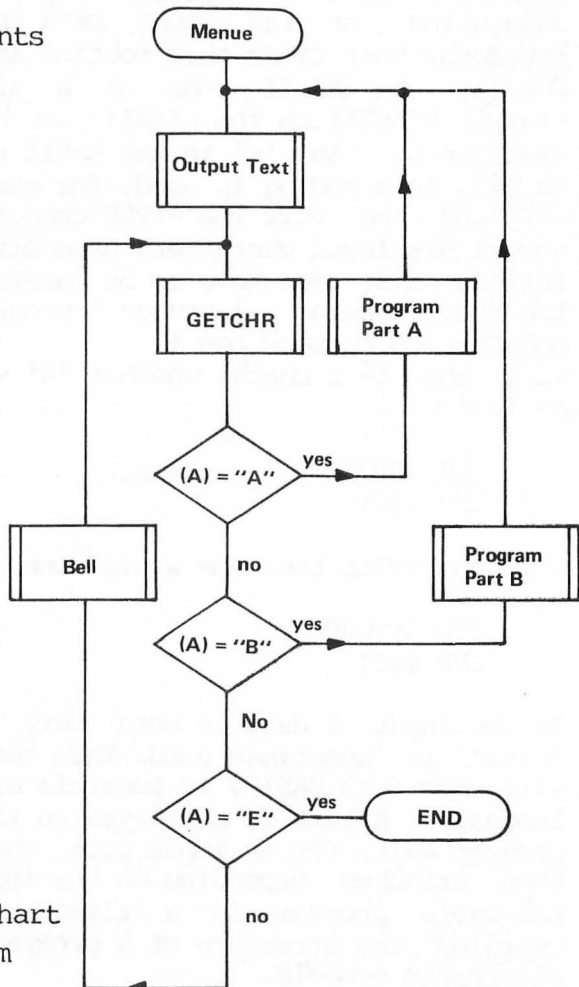 nts
Menue
Output Text
GETCHR
Program
Part A
(A) = "A"
yes
no
Bell
Program
Part B
(A) = "B"
yes
No
(A) = "E"
yes
END
no
hart
m